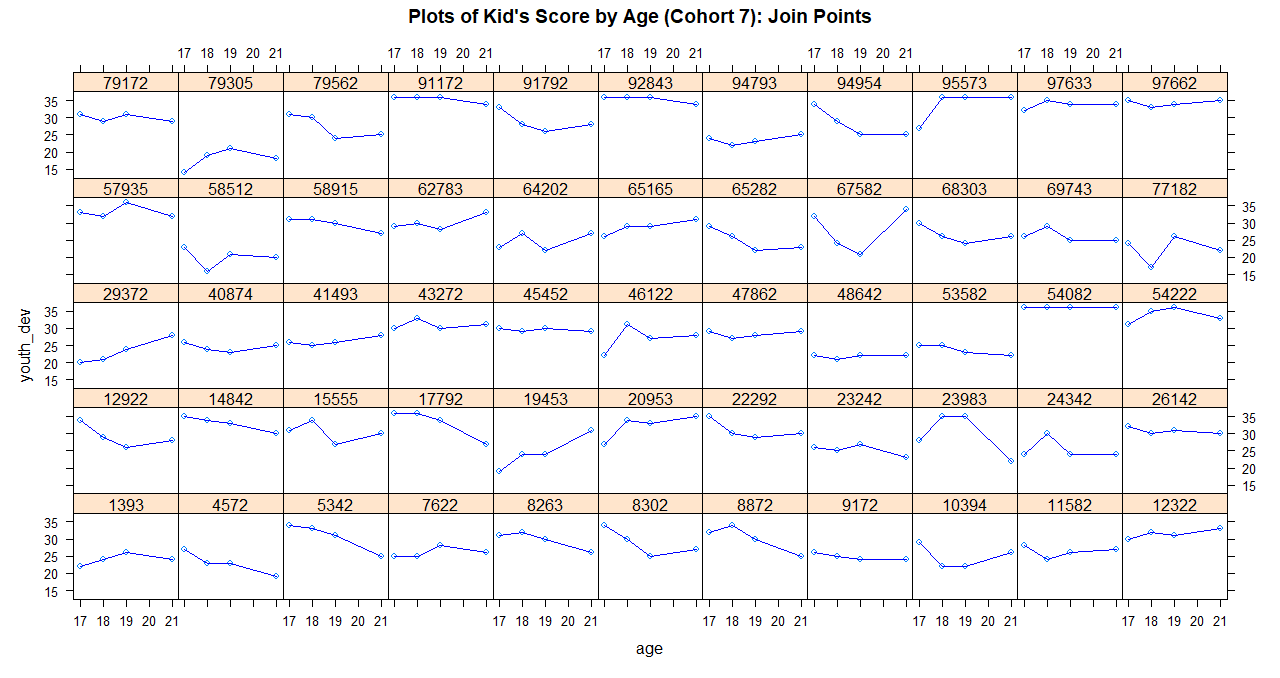 Plots of Kid's Score by Age (Cohort 7): Join Points
17 18 19 20 21 17 18 19 20 21 17 18 19 20 21 17 18 19 20 21 17 18 19 20 21
79172 79305 79562 91172 91792 92843 94793 94954 95573 97633 97662
35
30
25
20
15
57935 58512 58915 62783 64202 65165 65282 67582 68303 69743 77182
35
30
25
20
15
29372 40874 41493 43272 45452 46122 47862 48642 53582 54082 54222
35
30
25
20
15
12922 14842 15555 17792 19453 20953 22292 23242 23983 24342 26142
35
30
25
20
15
1393 4572 5342 7622 8263 8302 8872 9172 10394 11582 12322
35
30
25
20
15
17 18 19 20 21 17 18 19 20 21 17 18 19 20 21 17 18 19 20 21 17 18 19 20 21 17 18 19 20 21
youth_dev
age